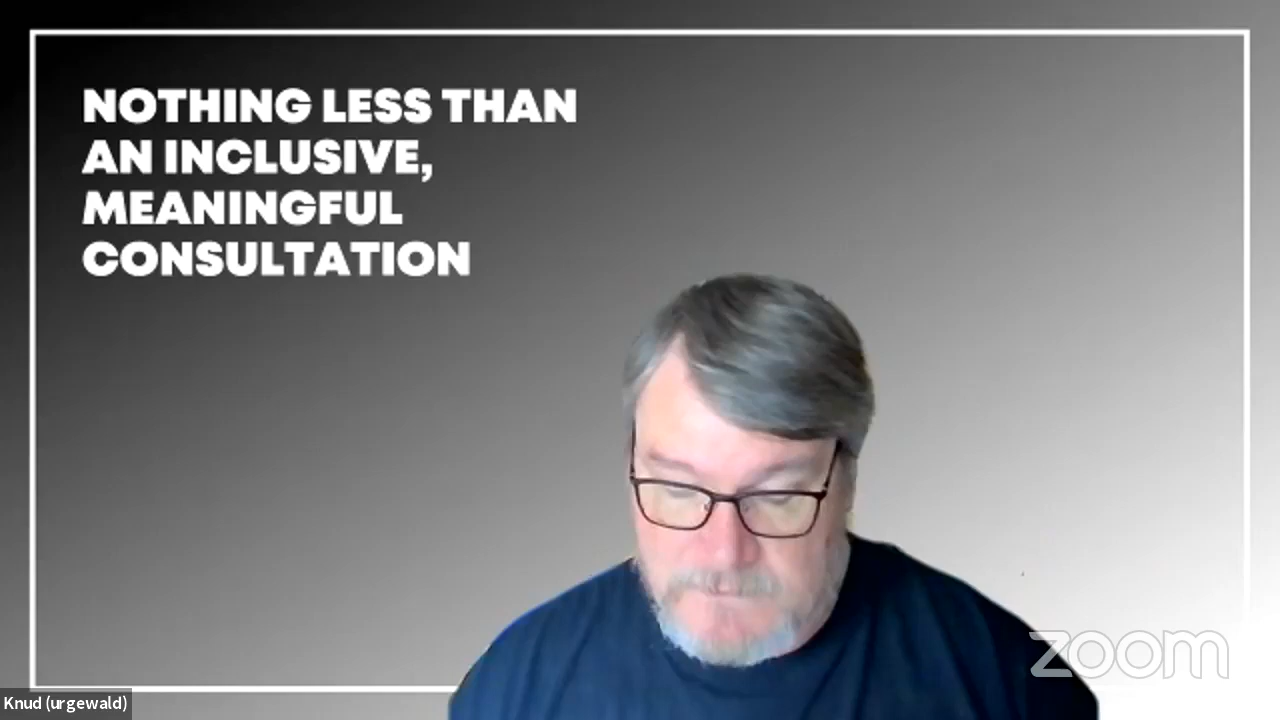 NOTHING LESS THAN
AN INCLUSIVE,
MEANINGFUL
CONSULTATION
zoom
Knud (urgewald)